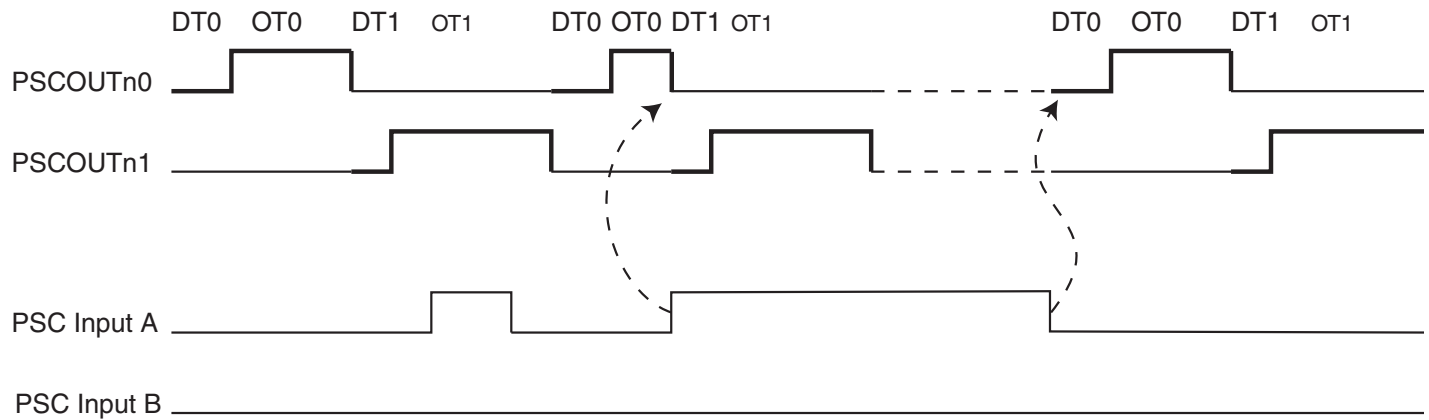 DT0 OT0 DT1 OT1 DT0 OT0 DT1 OT1 DT0 OT0 DT1 OT1
PSCOUTn0
PSCOUTn1
PSC Input A
PSC Input B